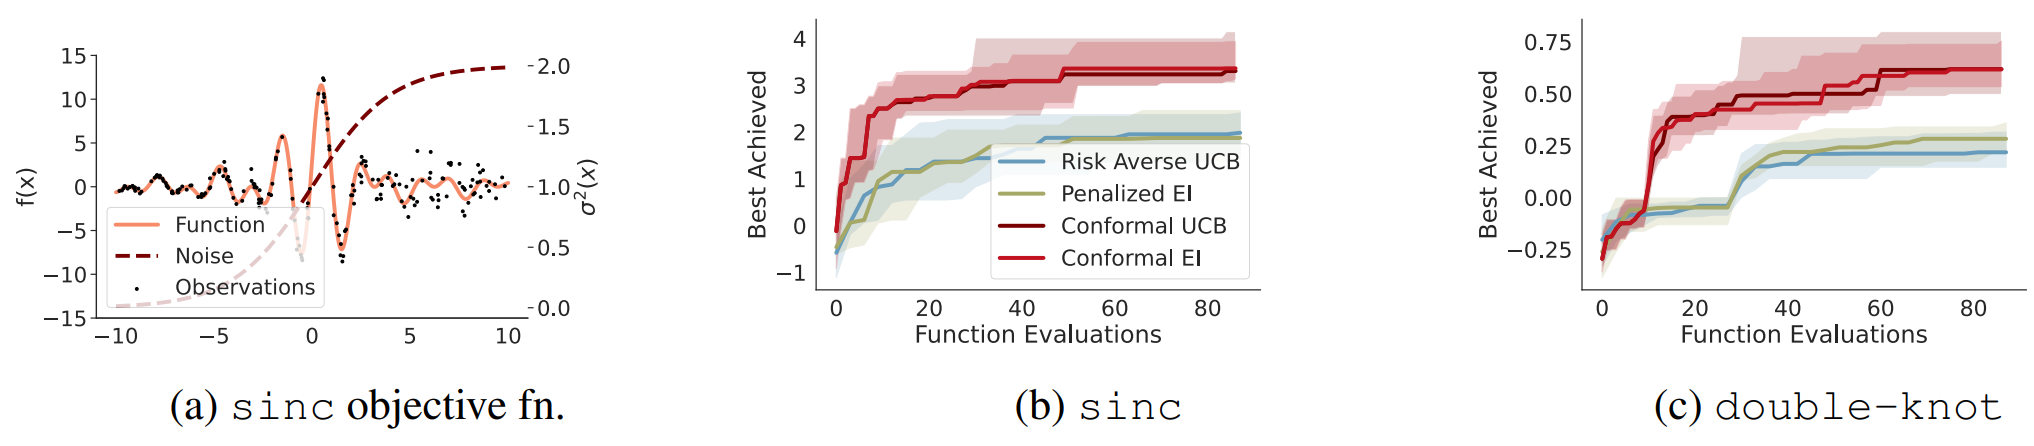 15
10
5
0
−5
−10
−15
f(x)
Function
Noise
Observations
−10 −5 0 5 10
2.0
1.5
1.0
0.5
0.0
σ²(x)
(a) sinc objective fn.
4
3
2
1
0
−1
Best Achieved
Risk Averse UCB
Penalized EI
Conformal UCB
Conformal EI
0 20 40 60 80
Function Evaluations
(b) sinc
0.75
0.50
0.25
0.00
−0.25
Best Achieved
0 20 40 60 80
Function Evaluations
(c) double-knot